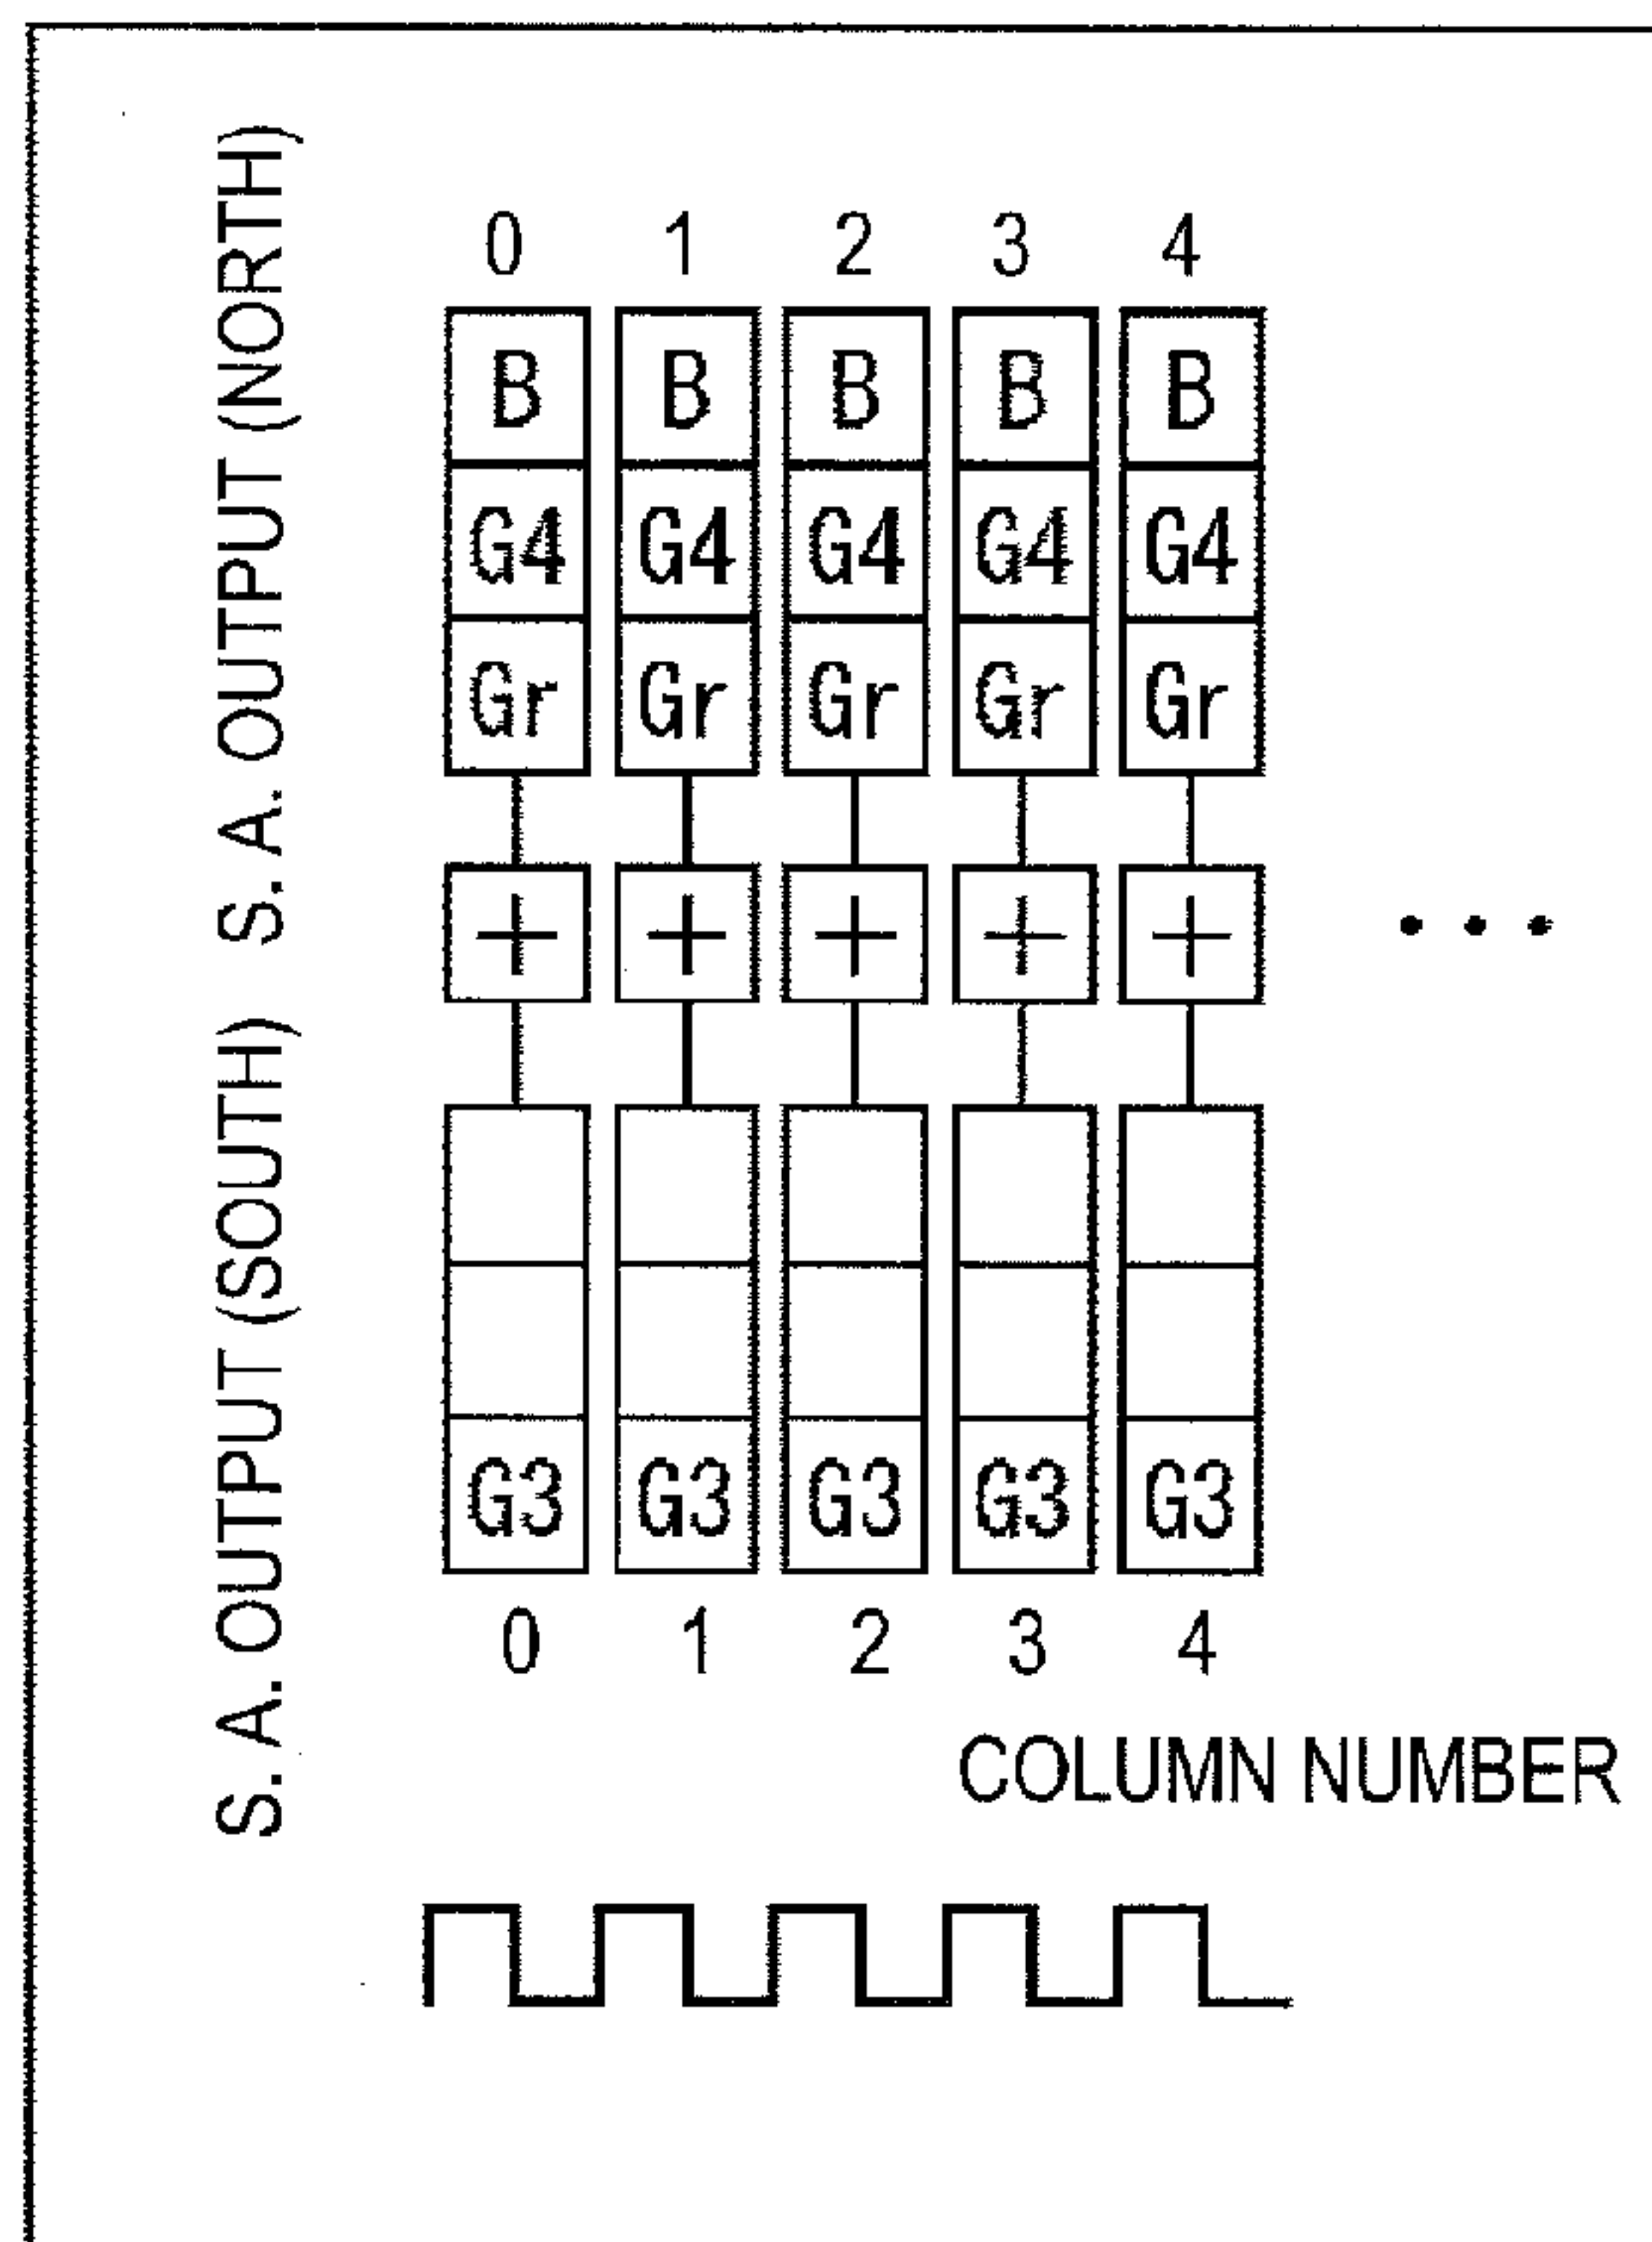 S. A. OUTPUT (NORTH)
0 1 2 3 4
B B B B B
G4 G4 G4 G4 G4
Gr Gr Gr Gr Gr
+ + + + +
S. A. OUTPUT (SOUTH)
G3 G3 G3 G3 G3
0 1 2 3 4
COLUMN NUMBER